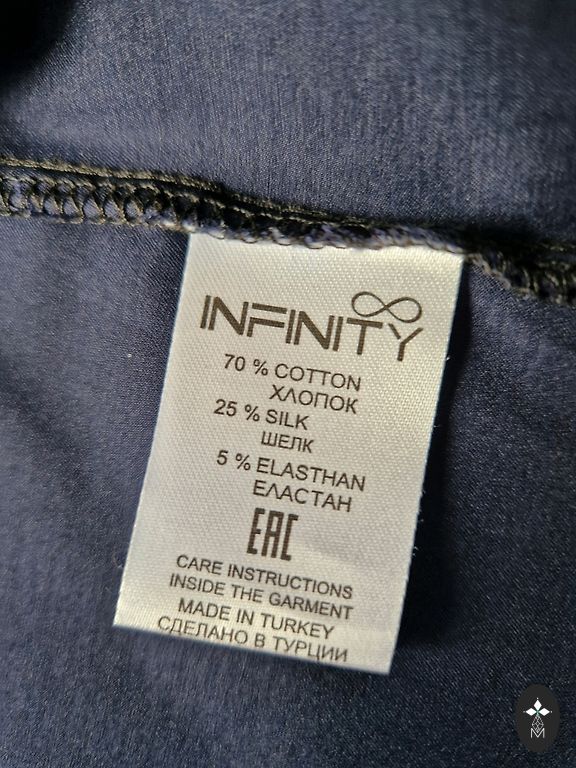 INFINITY
70 % COTTON
ХЛОПОК
25 % SILK
ШЕЛК
5 % ELASTHAN
ЕЛАСТАН
EAC
CARE INSTRUCTIONS
INSIDE THE GARMENT
MADE IN TURKEY
СДЕЛАНО В ТУРЦИИ
M